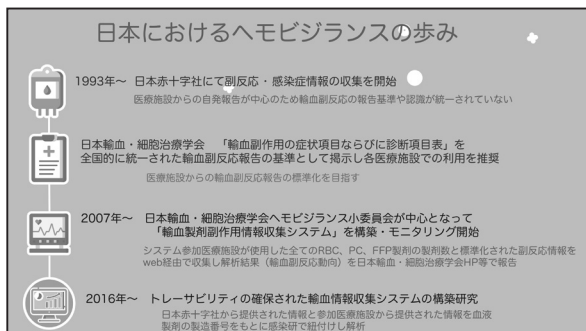 日本におけるヘモビジランスの歩み
1993年～ 日本赤十字社にて副反応・感染症情報の収集を開始
医療施設からの自発報告が中心のため輸血副反応の報告基準や認識が統一されていない
日本輸血・細胞治療学会 「輸血副作用の症状項目ならびに診断項目表」を
全国的に統一された輸血副反応報告の基準として掲示し各医療施設での利用を推奨
医療施設からの輸血副反応報告の標準化を目指す
2007年～ 日本輸血・細胞治療学会ヘモビジランス小委員会が中心となって
「輸血製剤副作用情報収集システム」を構築・モニタリング開始
システム参加医療施設が使用した全てのRBC、PC、FFP製剤の製剤数と標準化された副反応情報を
web経由で収集し解析結果（輸血副反応動向）を日本輸血・細胞治療学会HP等で報告
2016年～ トレーサビリティの確保された輸血情報収集システムの構築研究
日本赤十字社から提供された情報と参加医療施設から提供された情報を血液
製剤の製造番号をもとに感染研で紐付けし解析